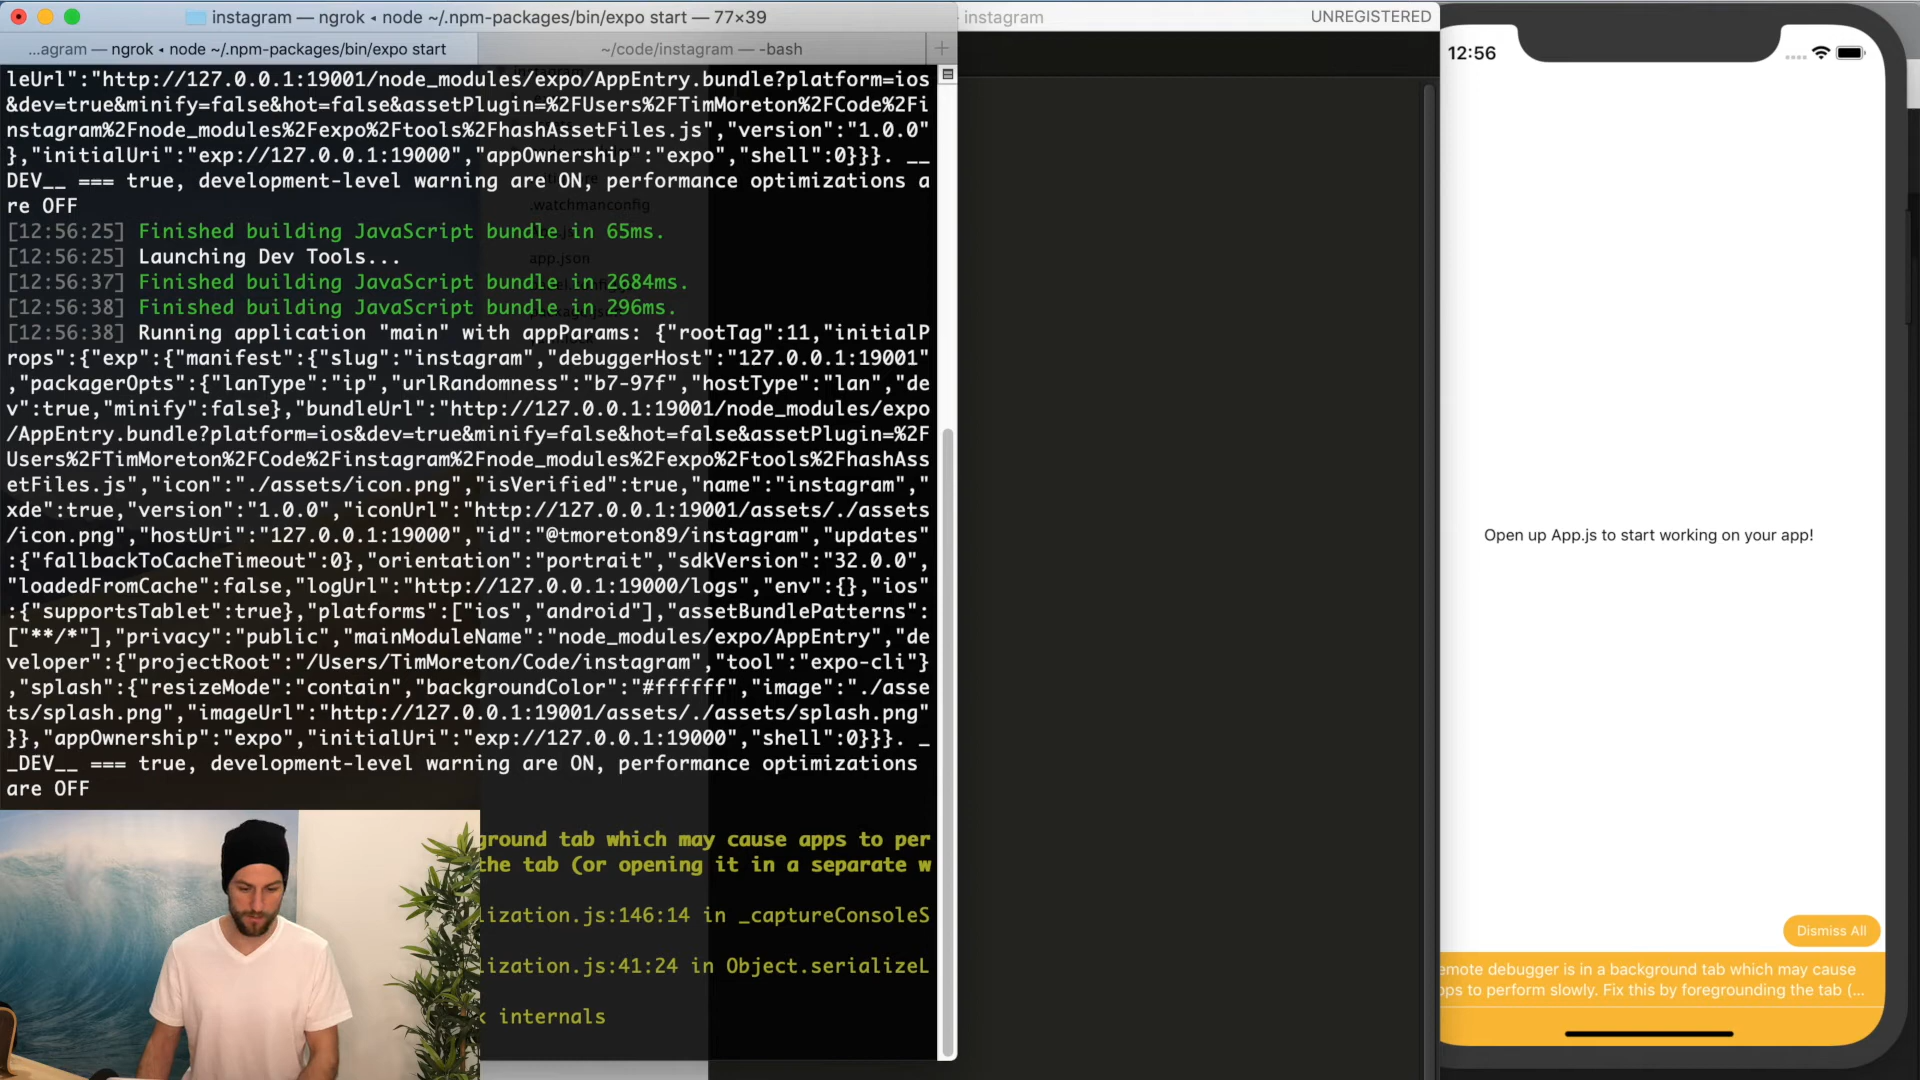 instagram — ngrok ◂ node ~/.npm-packages/bin/expo start — 77×39
...agram — ngrok ◂ node ~/.npm-packages/bin/expo start
~/code/instagram — -bash
leUrl":"http://127.0.0.1:19001/node_modules/expo/AppEntry.bundle?platform=ios
&dev=true&minify=false&hot=false&assetPlugin=%2FUsers%2FTimMoreton%2FCode%2Fi
nstagram%2Fnode_modules%2Fexpo%2Ftools%2FhashAssetFiles.js","version":"1.0.0"
},"initialUri":"exp://127.0.0.1:19000","appOwnership":"expo","shell":0}}}. __
DEV__ === true, development-level warning are ON, performance optimizations a
re OFF
.watchmanconfig
[12:56:25] Finished building JavaScript bundle in 65ms.
[12:56:25] Launching Dev Tools...
app.json
[12:56:37] Finished building JavaScript bundle in 2684ms.
[12:56:38] Finished building JavaScript bundle in 296ms.
[12:56:38] Running application "main" with appParams: {"rootTag":11,"initialP
rops":{"exp":{"manifest":{"slug":"instagram","debuggerHost":"127.0.0.1:19001"
,"packagerOpts":{"lanType":"ip","urlRandomness":"b7-97f","hostType":"lan","de
v":true,"minify":false},"bundleUrl":"http://127.0.0.1:19001/node_modules/expo
/AppEntry.bundle?platform=ios&dev=true&minify=false&hot=false&assetPlugin=%2F
Users%2FTimMoreton%2FCode%2Finstagram%2Fnode_modules%2Fexpo%2Ftools%2FhashAss
etFiles.js","icon":"./assets/icon.png","isVerified":true,"name":"instagram","
xde":true,"version":"1.0.0","iconUrl":"http://127.0.0.1:19001/assets/./assets
/icon.png","hostUri":"127.0.0.1:19000","id":"@tmoreton89/instagram","updates"
:{"fallbackToCacheTimeout":0},"orientation":"portrait","sdkVersion":"32.0.0",
"loadedFromCache":false,"logUrl":"http://127.0.0.1:19000/logs","env":{},"ios"
:{"supportsTablet":true},"platforms":["ios","android"],"assetBundlePatterns":
["**/*"],"privacy":"public","mainModuleName":"node_modules/expo/AppEntry","de
veloper":{"projectRoot":"/Users/TimMoreton/Code/instagram","tool":"expo-cli"}
,"splash":{"resizeMode":"contain","backgroundColor":"#ffffff","image":"./asse
ts/splash.png","imageUrl":"http://127.0.0.1:19001/assets/./assets/splash.png"
}},"appOwnership":"expo","initialUri":"exp://127.0.0.1:19000","shell":0}}}. _
_DEV__ === true, development-level warning are ON, performance optimizations
are OFF
ground tab which may cause apps to per
the tab (or opening it in a separate w
lization.js:146:14 in _captureConsoleS
lization.js:41:24 in Object.serializeL
k internals
instagram
UNREGISTERED
12:56
Open up App.js to start working on your app!
Dismiss All
emote debugger is in a background tab which may cause
pps to perform slowly. Fix this by foregrounding the tab (...